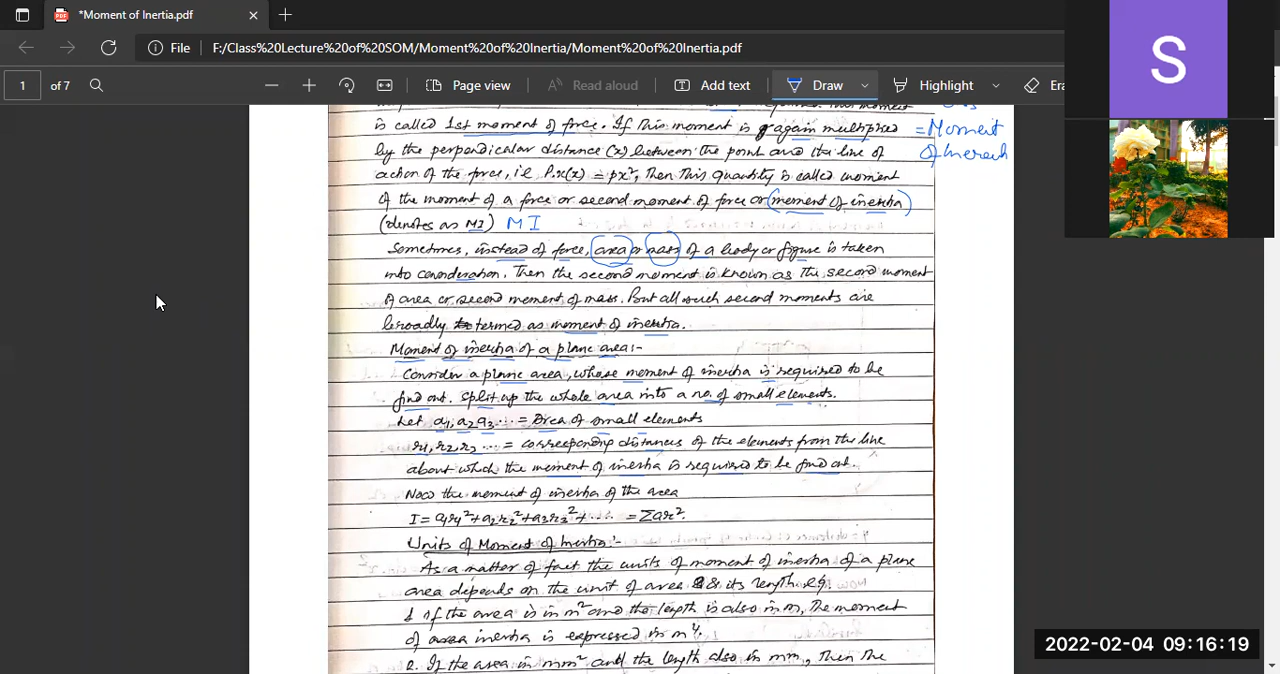 *Moment of Inertia.pdf
File F:/Class%20Lecture%20of%20SOM/Moment%20of%20Inertia/Moment%20of%20Inertia.pdf
1 of 7 Page view Read aloud Add text Draw Highlight Era
S
is called 1st moment of force. If this moment is again multiplied = Moment
by the perpendicular distance (x) between the point and the line of of Inertia
action of the force, i.e P.x(x) = px², Then this quantity is called moment
of the moment of a force or second moment of force or (moment of inertia)
(denotes as MI) MI
Sometimes, instead of force, area or mass of a body or figure is taken
into consideration. Then the second moment is known as the second moment
of area or second moment of mass. But all such second moments are
broadly termed as moment of inertia.
Moment of inertia of a plane area:-
Consider a plane area, whose moment of inertia is required to be
find out. Split up the whole area into a no. of small elements.
Let a1, a2 a3 ... = Area of small elements
r1, r2, r3 ... = corresponding distances of the elements from the line
about which the moment of inertia is required to be find out.
Now the moment of inertia of the area
I = a1r1² + a2r2² + a3r3² + .... = Σar².
Units of Moment of Inertia:-
As a matter of fact the units of moment of inertia of a plane
area depends on the unit of area & its length. eg.
1 if the area is in m² and the length is also in m, The moment
of area inertia is expressed in m⁴.
2. If the area in mm² and the length also in mm, Then the
2022-02-04 09:16:19